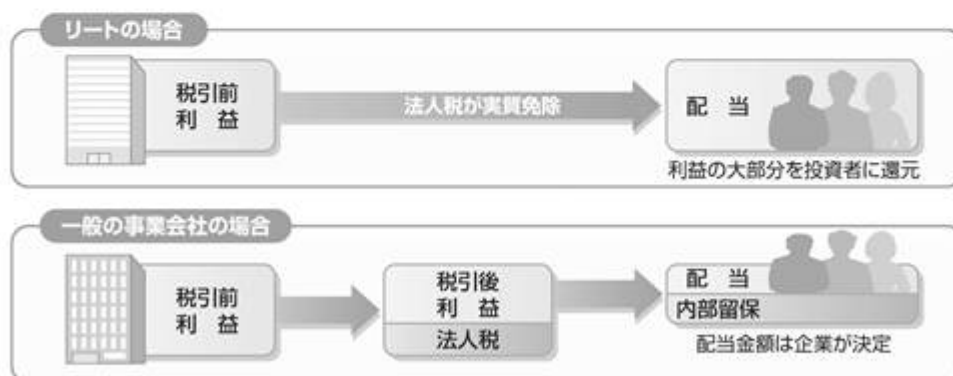 リートの場合
税引前
利益
法人税が実質免除
配当
利益の大部分を投資者に還元
一般の事業会社の場合
税引前
利益
税引後
利益
法人税
配当
内部留保
配当金額は企業が決定